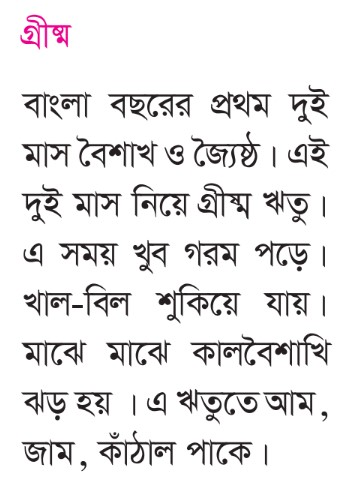 গ্রীষ্ম
বাংলা বছরের প্রথম দুই
মাস বৈশাখ ও জ্যৈষ্ঠ। এই
দুই মাস নিয়ে গ্রীষ্ম ঋতু।
এ সময় খুব গরম পড়ে।
খাল-বিল শুকিয়ে যায়।
মাঝে মাঝে কালবৈশাখি
ঝড় হয় । এ ঋতুতে আম,
জাম, কাঁঠাল পাকে।